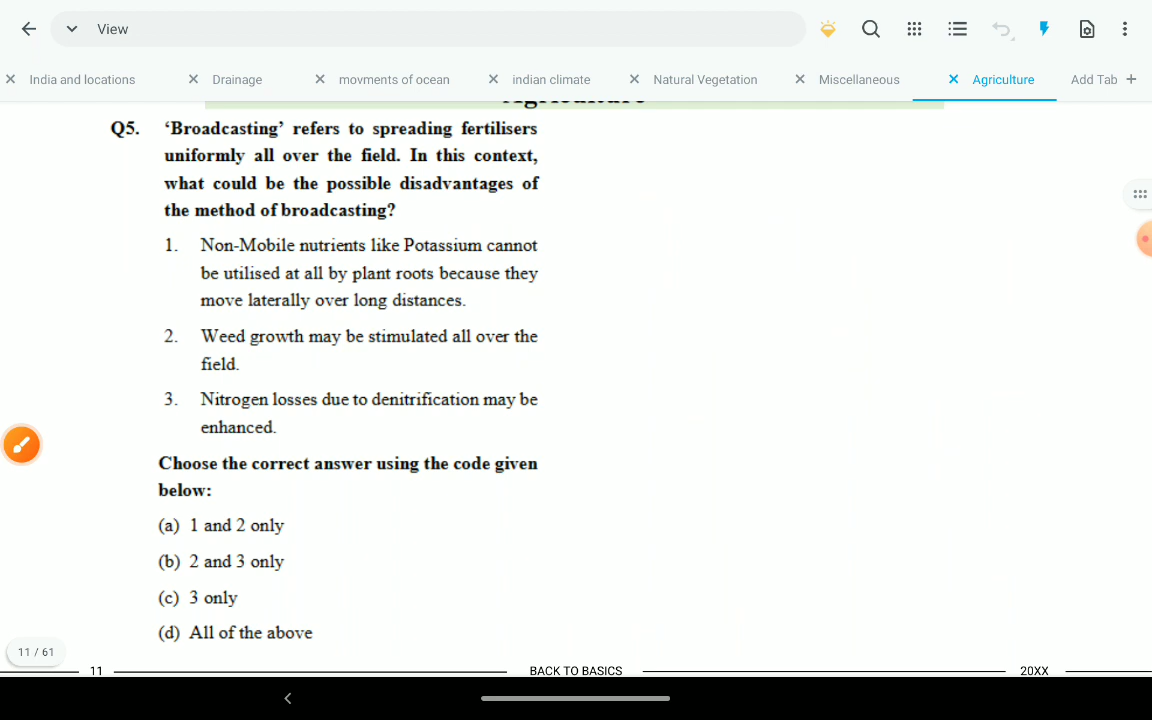 View
India and locations
Drainage
movments of ocean
indian climate
Natural Vegetation
Miscellaneous
Agriculture
Add Tab
Agriculture
Q5. ‘Broadcasting’ refers to spreading fertilisers
uniformly all over the field. In this context,
what could be the possible disadvantages of
the method of broadcasting?
1. Non-Mobile nutrients like Potassium cannot
be utilised at all by plant roots because they
move laterally over long distances.
2. Weed growth may be stimulated all over the
field.
3. Nitrogen losses due to denitrification may be
enhanced.
Choose the correct answer using the code given
below:
(a) 1 and 2 only
(b) 2 and 3 only
(c) 3 only
(d) All of the above
11 / 61
11 BACK TO BASICS 20XX